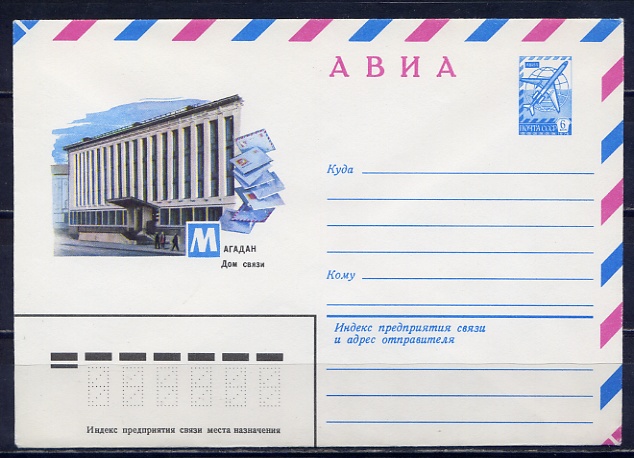 АВИА
ПОЧТА СССР 6
Куда
МАГАДАН
Дом связи
Кому
Индекс предприятия связи
и адрес отправителя
Индекс предприятия связи места назначения